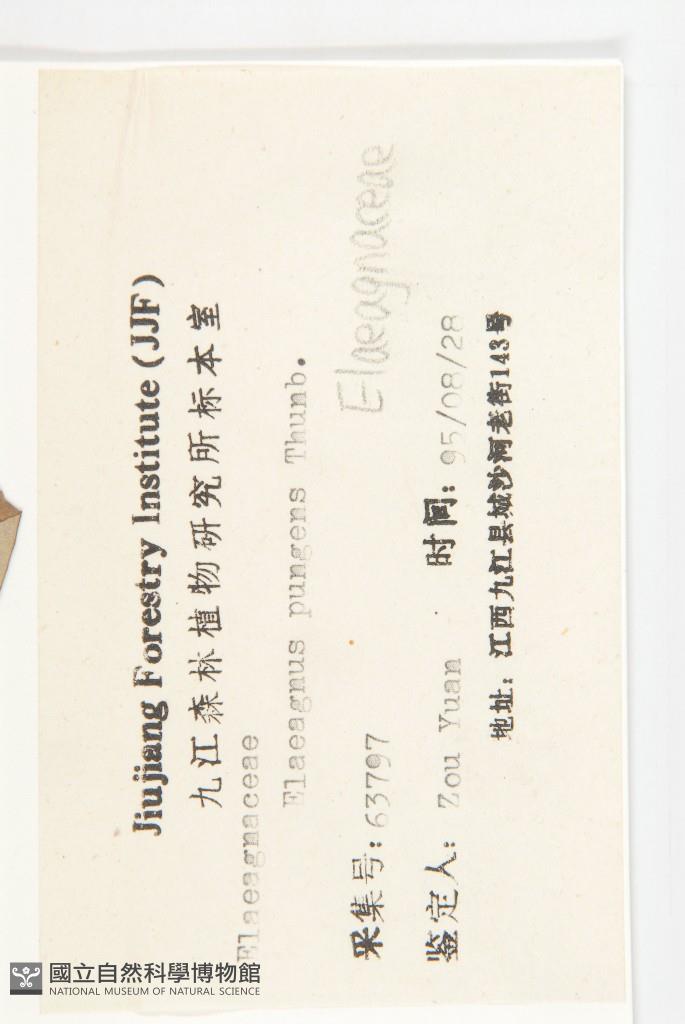 Jiujiang Forestry Institute (JJF)
九江森林植物研究所标本室
Elaeagnaceae
Elaeagnus pungens Thunb.
Elaeagnaceae
采集号: 63797
鉴定人: Zou Yuan 时间: 95/08/28
地址: 江西九江县城沙河老街143号
國立自然科學博物館
NATIONAL MUSEUM OF NATURAL SCIENCE